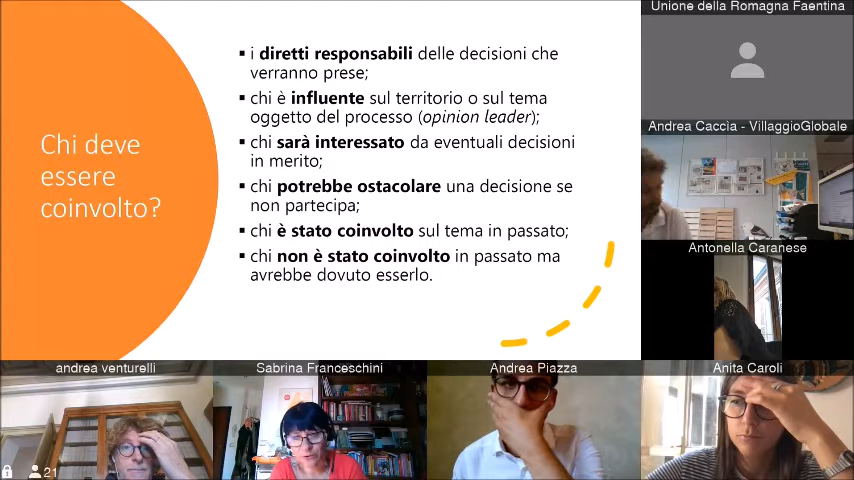 Unione della Romagna Faentina
Chi deve
essere
coinvolto?
▪ i diretti responsabili delle decisioni che
verranno prese;
▪ chi è influente sul territorio o sul tema
oggetto del processo (opinion leader);
▪ chi sarà interessato da eventuali decisioni
in merito;
▪ chi potrebbe ostacolare una decisione se
non partecipa;
▪ chi è stato coinvolto sul tema in passato;
▪ chi non è stato coinvolto in passato ma
avrebbe dovuto esserlo.
Andrea Caccìa - VillaggioGlobale
Antonella Caranese
andrea venturelli
Sabrina Franceschini
Andrea Piazza
Anita Caroli
21